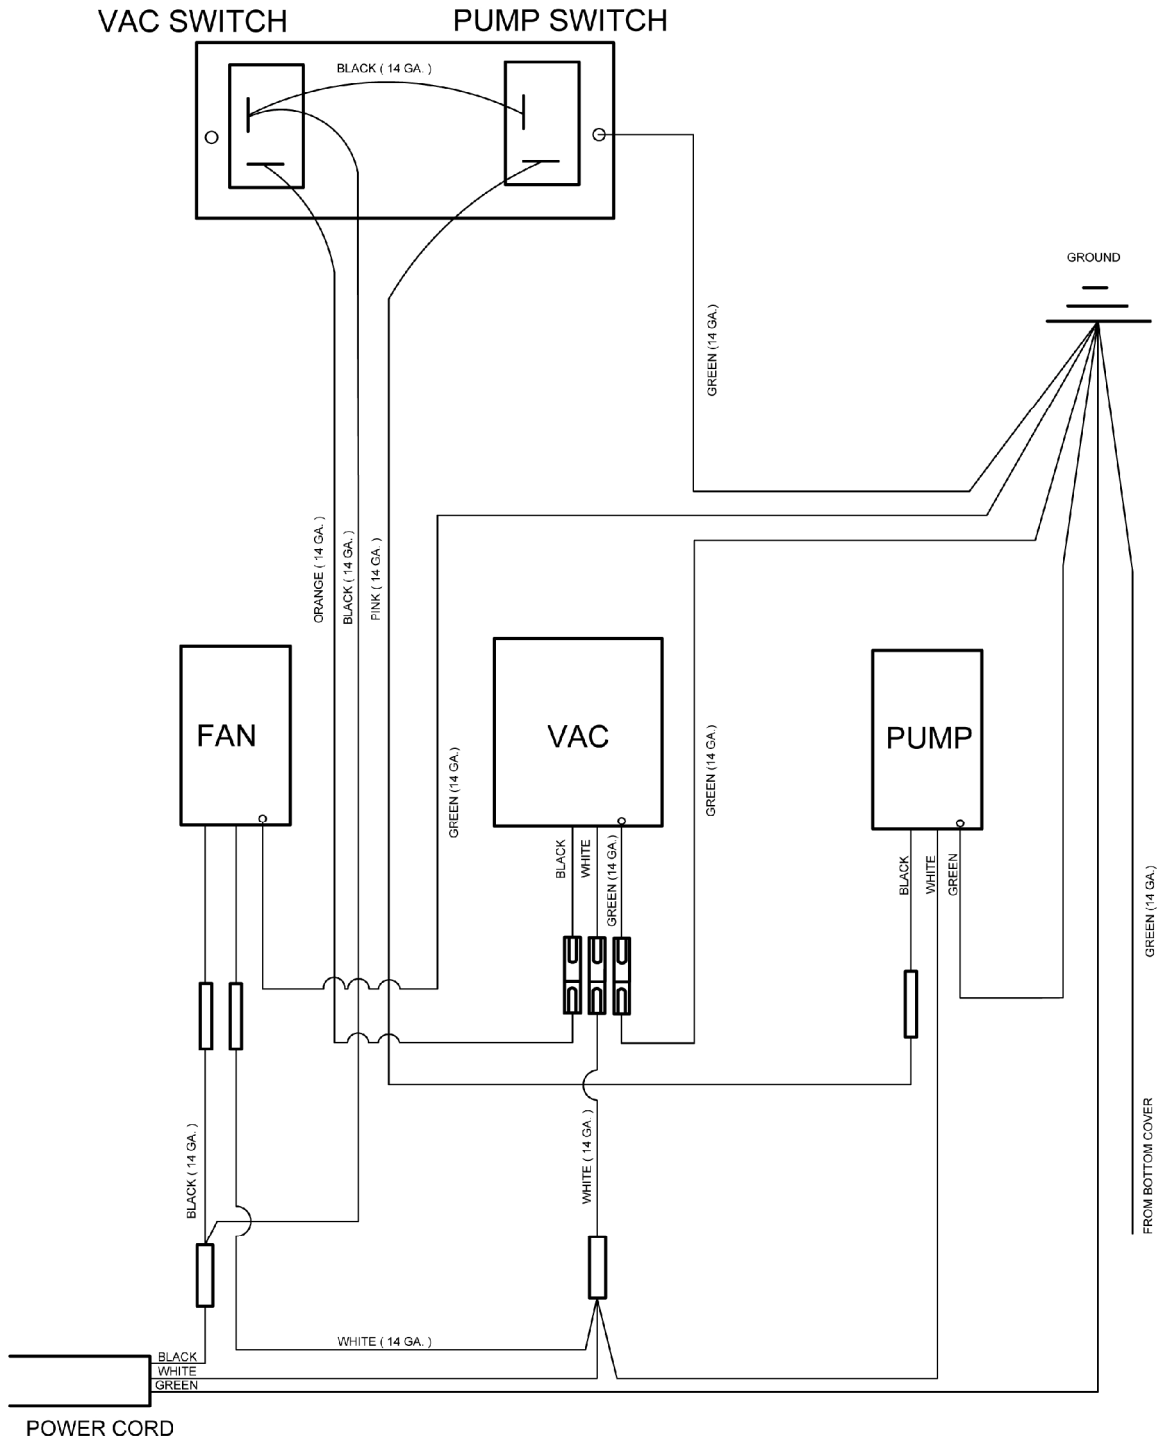 VAC SWITCH
PUMP SWITCH
BLACK ( 14 GA. )
GROUND
GREEN (14 GA.)
ORANGE ( 14 GA. )
BLACK ( 14 GA. )
PINK ( 14 GA. )
FAN
VAC
PUMP
GREEN (14 GA.)
GREEN (14 GA.)
BLACK
WHITE
GREEN (14 GA.)
BLACK
WHITE
GREEN
GREEN (14 GA.)
BLACK ( 14 GA. )
WHITE ( 14 GA. )
FROM BOTTOM COVER
WHITE ( 14 GA. )
BLACK
WHITE
GREEN
POWER CORD